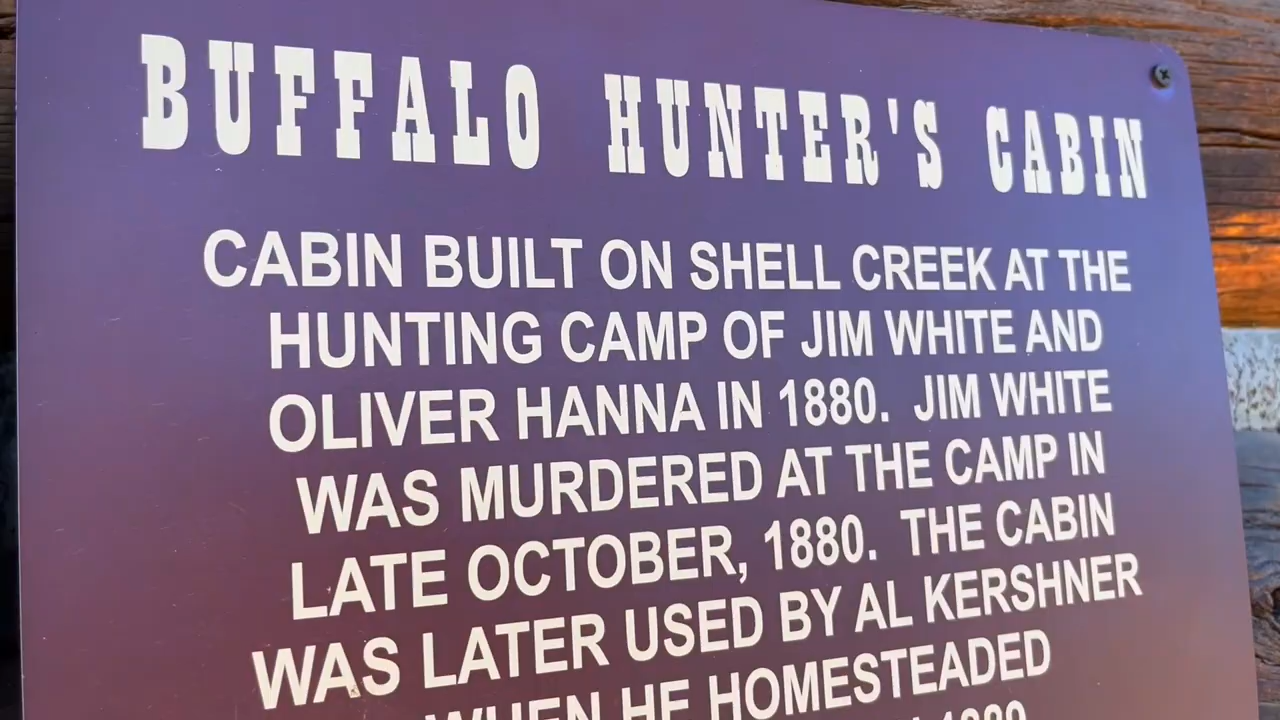 BUFFALO HUNTER'S CABIN
CABIN BUILT ON SHELL CREEK AT THE
HUNTING CAMP OF JIM WHITE AND
OLIVER HANNA IN 1880. JIM WHITE
WAS MURDERED AT THE CAMP IN
LATE OCTOBER, 1880. THE CABIN
WAS LATER USED BY AL KERSHNER
WHEN HE HOMESTEADED